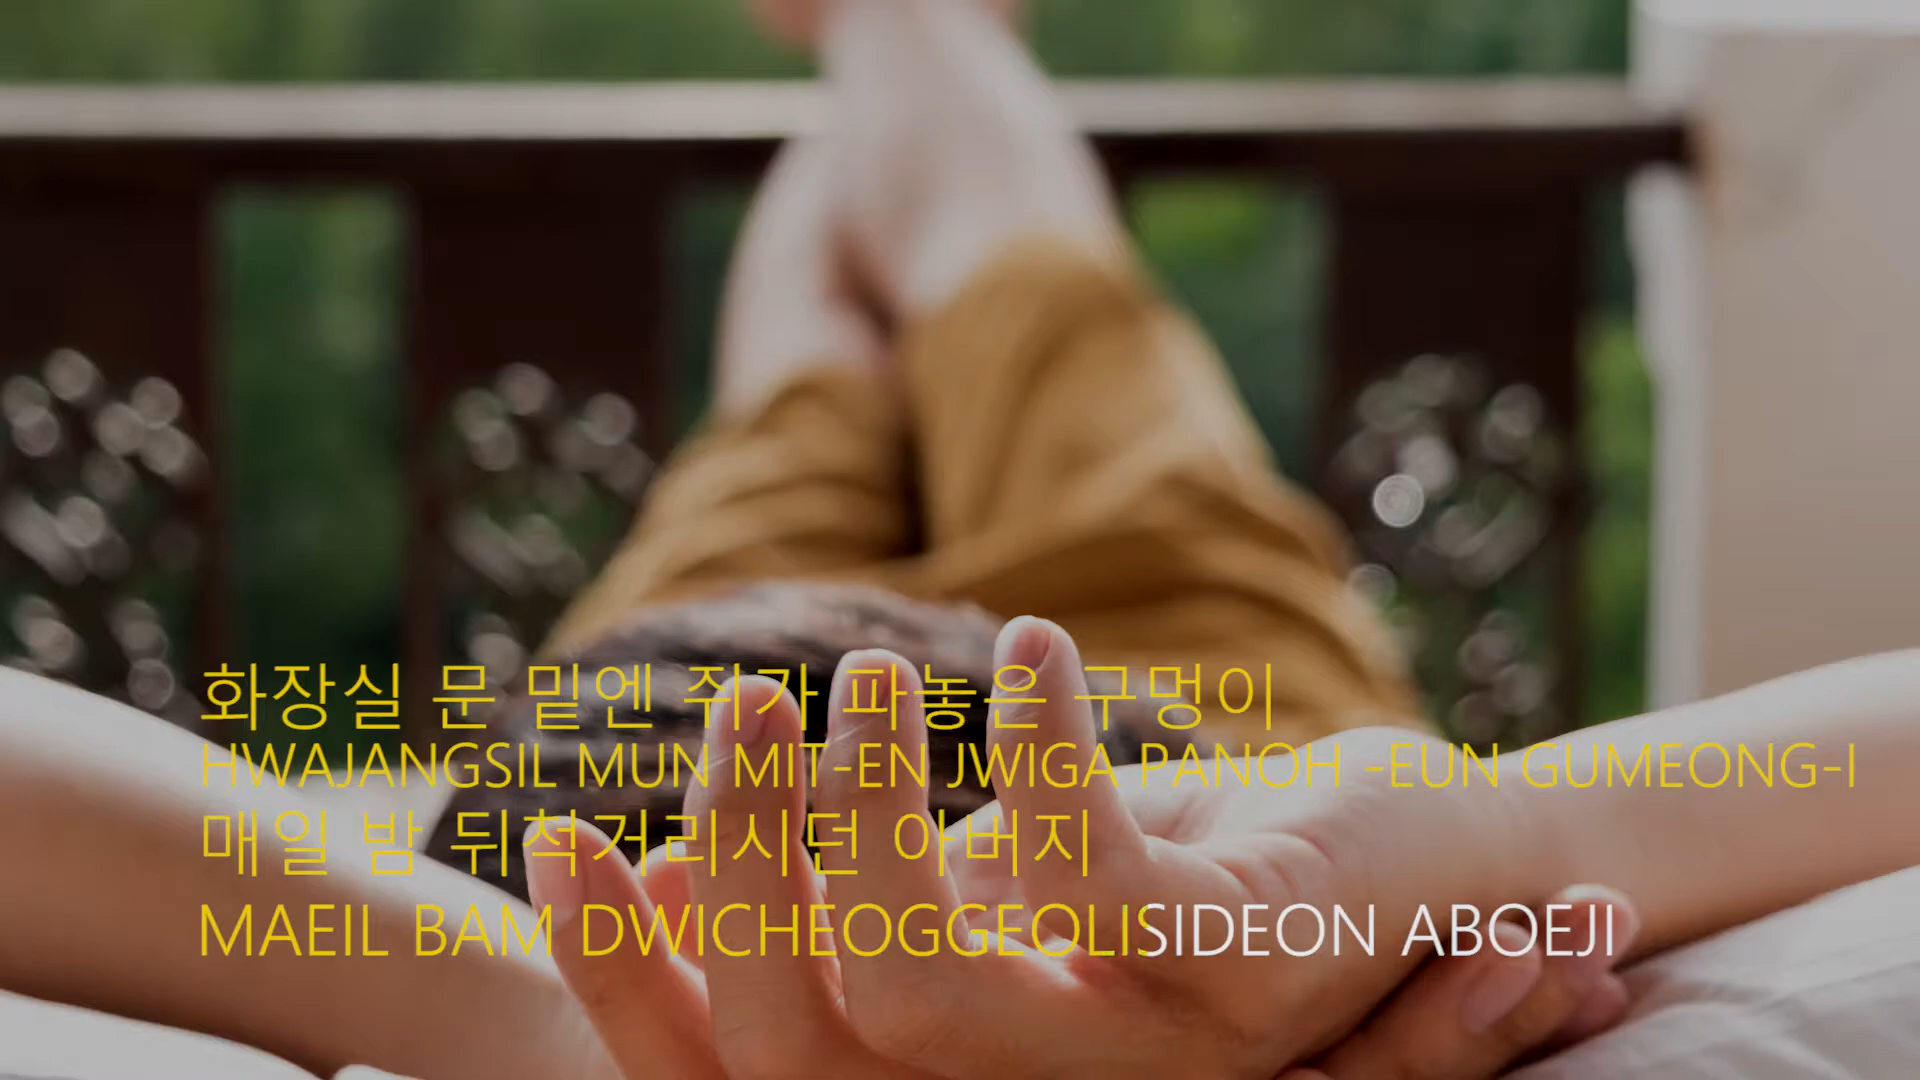 화장실 문 밑엔 쥐가 파놓은 구멍이
HWAJANGSIL MUN MIT-EN JWIGA PANOH -EUN GUMEONG-I
매일 밤 뒤척거리시던 아버지
MAEIL BAM DWICHEOGGEOLISIDEON ABOEJI